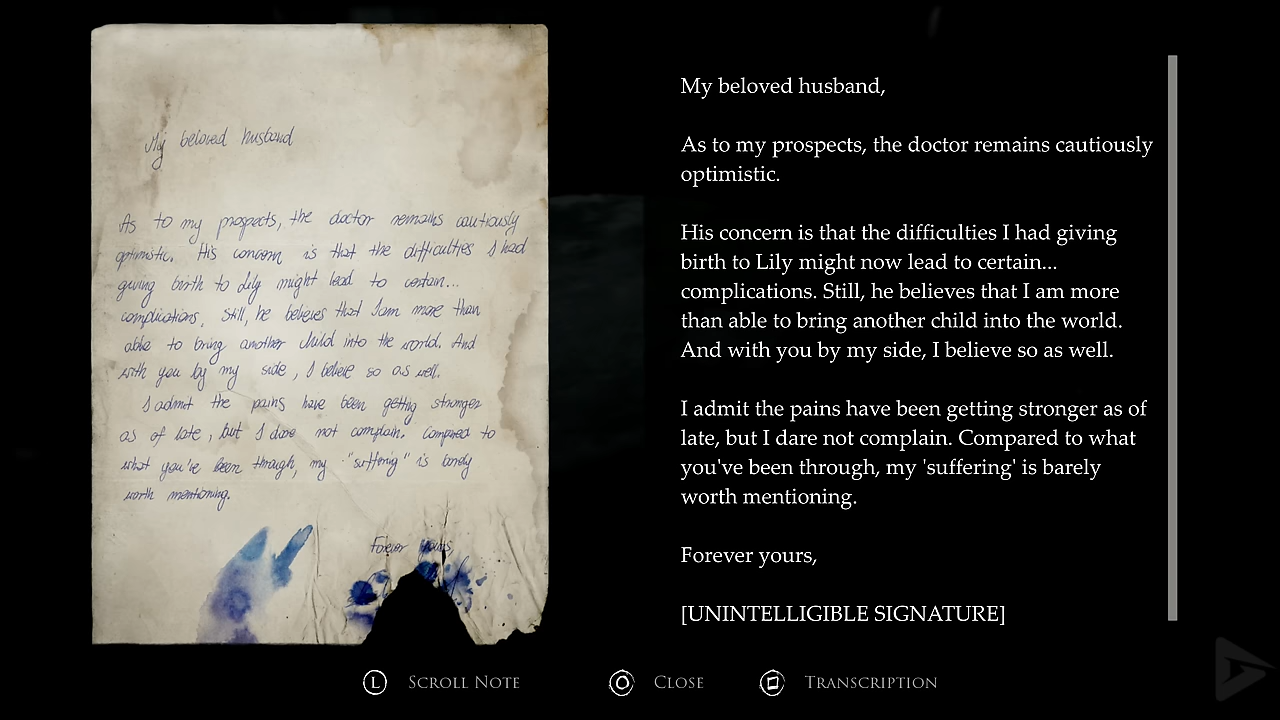 My beloved husband
As to my prospects, the doctor remains cautiously
optimistic. His concern is that the difficulties I had
giving birth to Lily might lead to certain...
complications. Still, he believes that I am more than
able to bring another child into the world. And
with you by my side, I believe so as well.
I admit the pains have been getting stronger
as of late, but I dare not complain. Compared to
what you've been through, my "suffering" is barely
worth mentioning.
Forever yours,
My beloved husband,
As to my prospects, the doctor remains cautiously
optimistic.
His concern is that the difficulties I had giving
birth to Lily might now lead to certain...
complications. Still, he believes that I am more
than able to bring another child into the world.
And with you by my side, I believe so as well.
I admit the pains have been getting stronger as of
late, but I dare not complain. Compared to what
you've been through, my 'suffering' is barely
worth mentioning.
Forever yours,
[UNINTELLIGIBLE SIGNATURE]
L SCROLL NOTE CLOSE TRANSCRIPTION